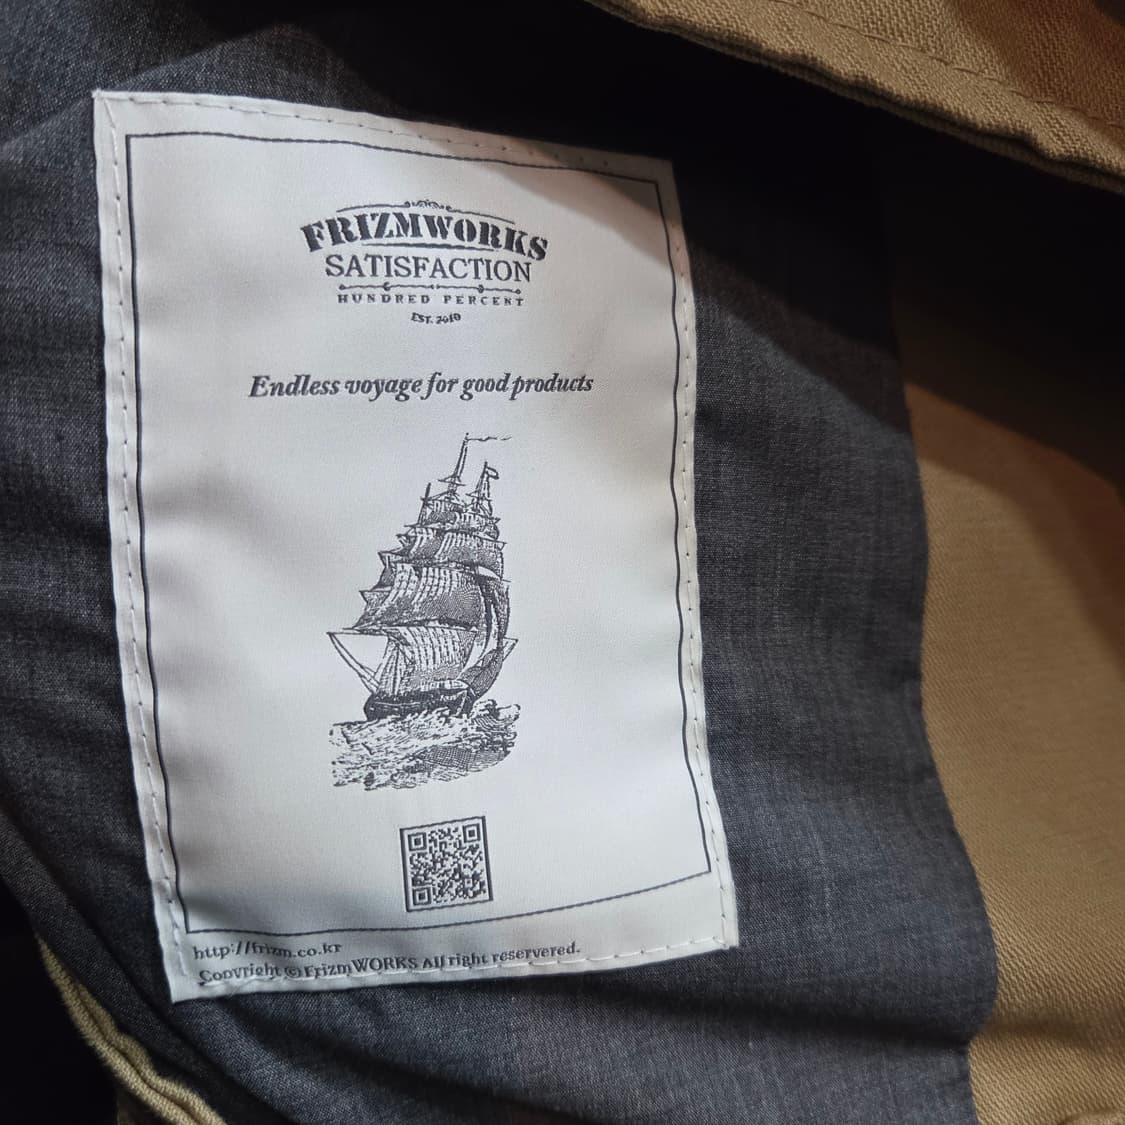 FRIZMWORKS
SATISFACTION
HUNDRED PERCENT
EST. 2010
Endless voyage for good products
http://frizm.co.kr
Copyright © FrizmWORKS All right reservered.